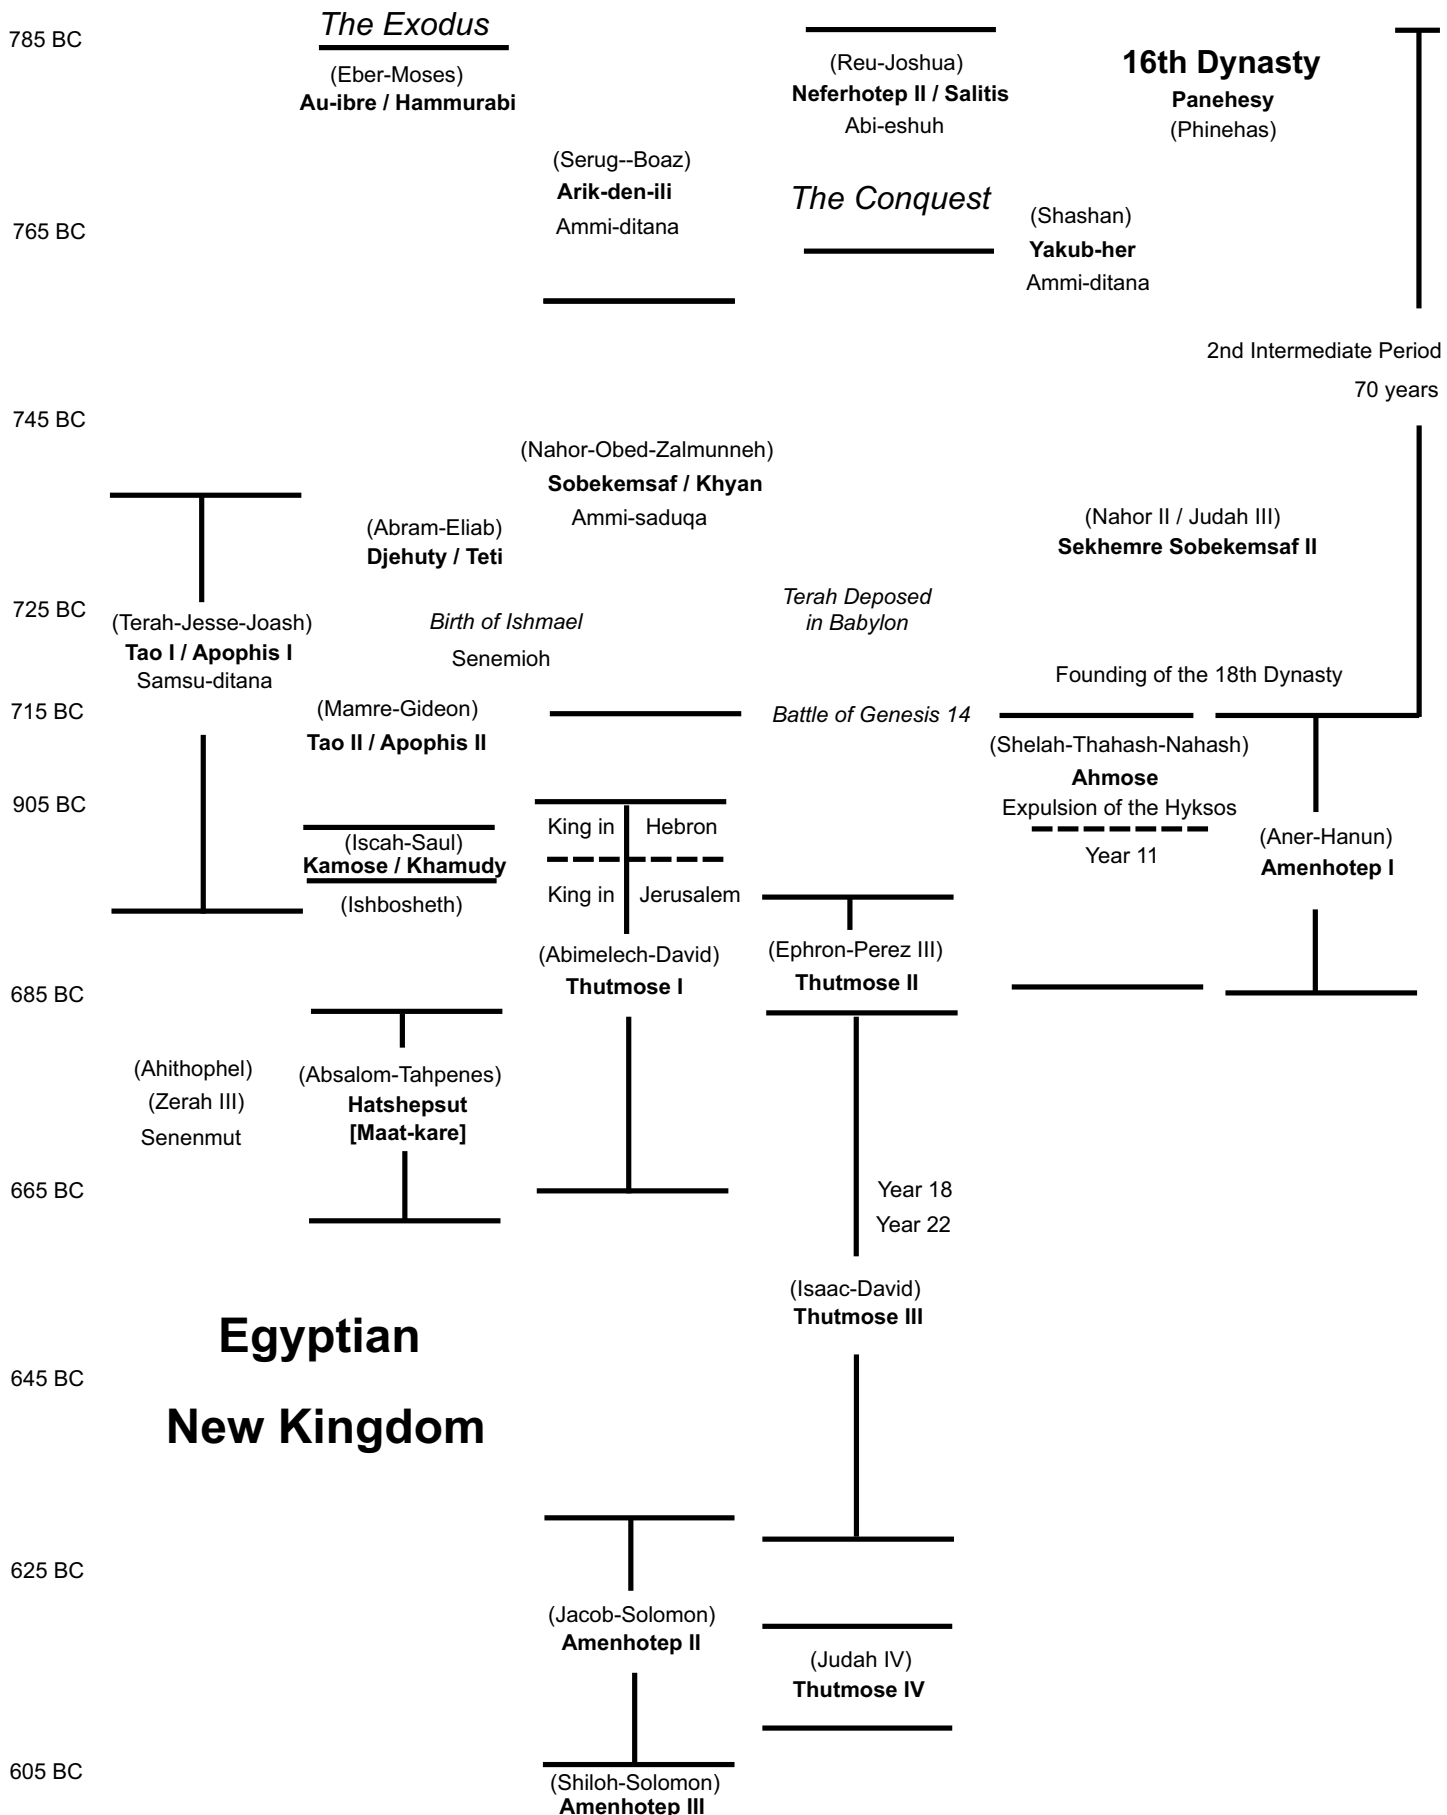 The Exodus
785 BC
(Eber-Moses)
Au-ibre / Hammurabi
(Reu-Joshua)
Neferhotep II / Salitis
Abi-eshuh
16th Dynasty
Panehesy
(Phinehas)
(Serug--Boaz)
Arik-den-ili
Ammi-ditana
The Conquest
765 BC
(Shashan)
Yakub-her
Ammi-ditana
2nd Intermediate Period
70 years
745 BC
(Nahor-Obed-Zalmunneh)
Sobekemsaf / Khyan
Ammi-saduqa
(Abram-Eliab)
Djehuty / Teti
(Nahor II / Judah III)
Sekhemre Sobekemsaf II
725 BC
(Terah-Jesse-Joash)
Tao I / Apophis I
Samsu-ditana
Birth of Ishmael
Senemioh
Terah Deposed
in Babylon
Founding of the 18th Dynasty
715 BC
(Mamre-Gideon)
Tao II / Apophis II
Battle of Genesis 14
(Shelah-Thahash-Nahash)
Ahmose
Expulsion of the Hyksos
Year 11
905 BC
(Iscah-Saul)
Kamose / Khamudy
(Ishbosheth)
King in Hebron
King in Jerusalem
(Abimelech-David)
Thutmose I
(Ephron-Perez III)
Thutmose II
(Aner-Hanun)
Amenhotep I
685 BC
(Ahithophel)
(Zerah III)
Senenmut
(Absalom-Tahpenes)
Hatshepsut
[Maat-kare]
665 BC
Year 18
Year 22
(Isaac-David)
Thutmose III
Egyptian
New Kingdom
645 BC
625 BC
(Jacob-Solomon)
Amenhotep II
(Judah IV)
Thutmose IV
605 BC
(Shiloh-Solomon)
Amenhotep III